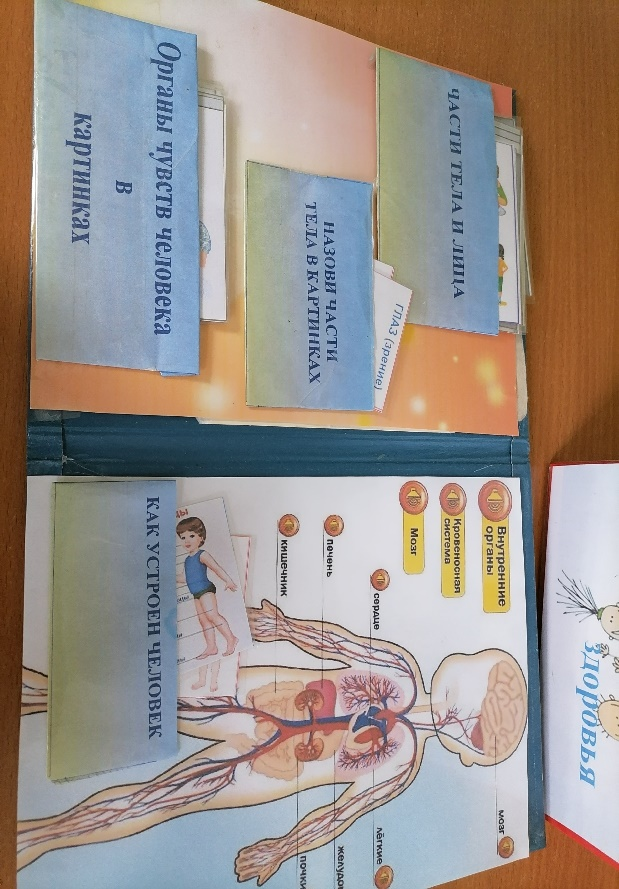 ЧАСТИ ТЕЛА И ЛИЦА
НАЗОВИ ЧАСТИ
ТЕЛА В КАРТИНКАХ
ГЛАЗ (зрение)
Органы чувств человека
в
картинках
Внутренние
органы
Кровеносная
система
Мозг
мозг
сердце
лёгкие
печень
желудо
кишечник
почки
КАК УСТРОЕН ЧЕЛОВЕК
здоровья